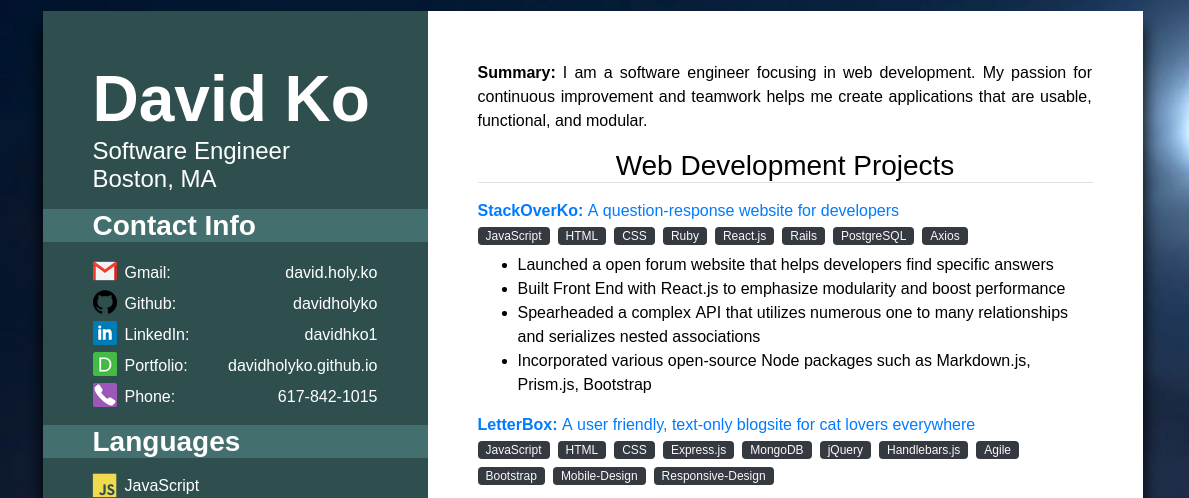 David Ko
Software Engineer
Boston, MA
Contact Info
Gmail: david.holy.ko
Github: davidholyko
LinkedIn: davidhko1
Portfolio: davidholyko.github.io
Phone: 617-842-1015
Languages
JS JavaScript
Summary: I am a software engineer focusing in web development. My passion for
continuous improvement and teamwork helps me create applications that are usable,
functional, and modular.
Web Development Projects
StackOverKo: A question-response website for developers
JavaScript HTML CSS Ruby React.js Rails PostgreSQL Axios
• Launched a open forum website that helps developers find specific answers
• Built Front End with React.js to emphasize modularity and boost performance
• Spearheaded a complex API that utilizes numerous one to many relationships
and serializes nested associations
• Incorporated various open-source Node packages such as Markdown.js,
Prism.js, Bootstrap
LetterBox: A user friendly, text-only blogsite for cat lovers everywhere
JavaScript HTML CSS Express.js MongoDB jQuery Handlebars.js Agile
Bootstrap Mobile-Design Responsive-Design